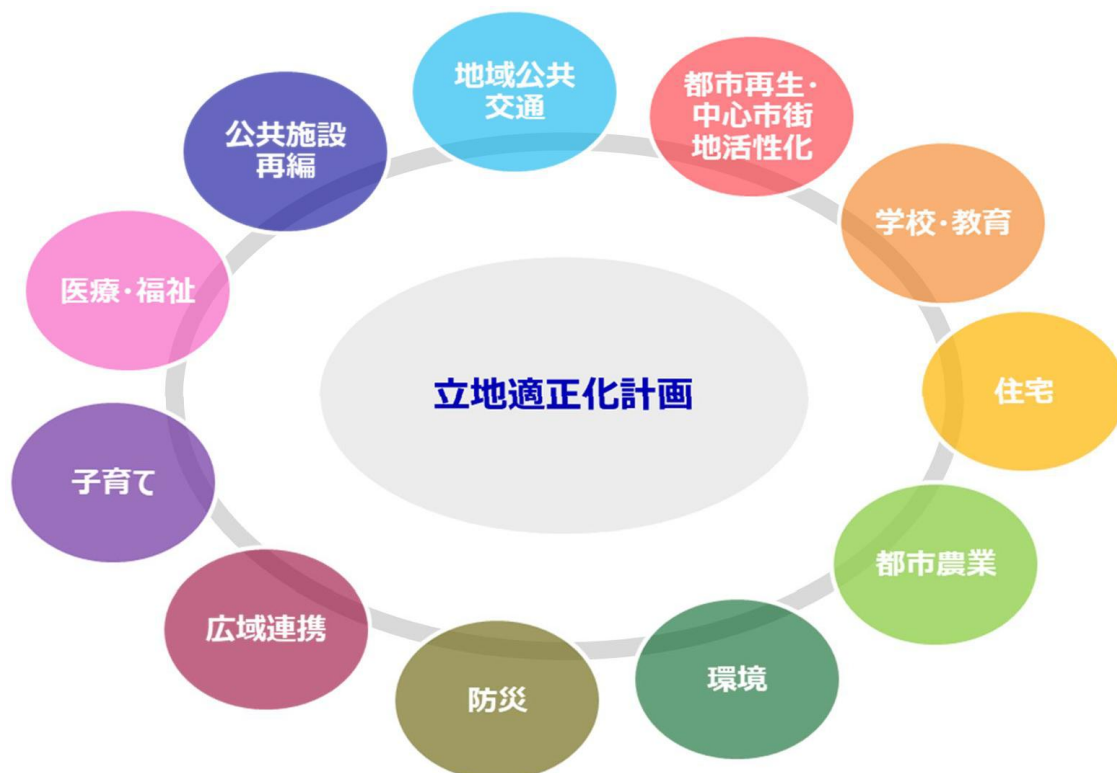 地域公共
交通
都市再生・
中心市街
地活性化
公共施設
再編
学校・教育
医療・福祉
立地適正化計画
住宅
子育て
都市農業
広域連携
環境
防災